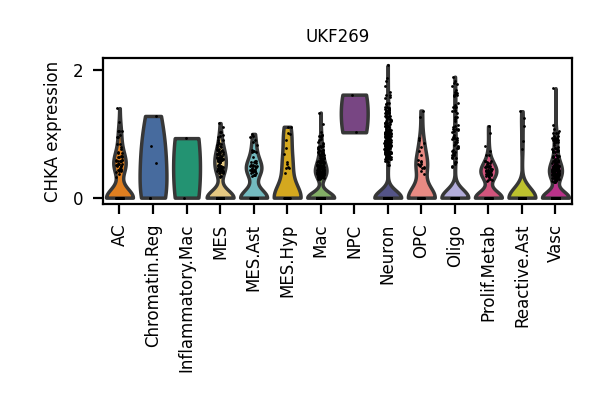 UKF269
CHKA expression
2
0
AC
Chromatin.Reg
Inflammatory.Mac
MES
MES.Ast
MES.Hyp
Mac
NPC
Neuron
OPC
Oligo
Prolif.Metab
Reactive.Ast
Vasc